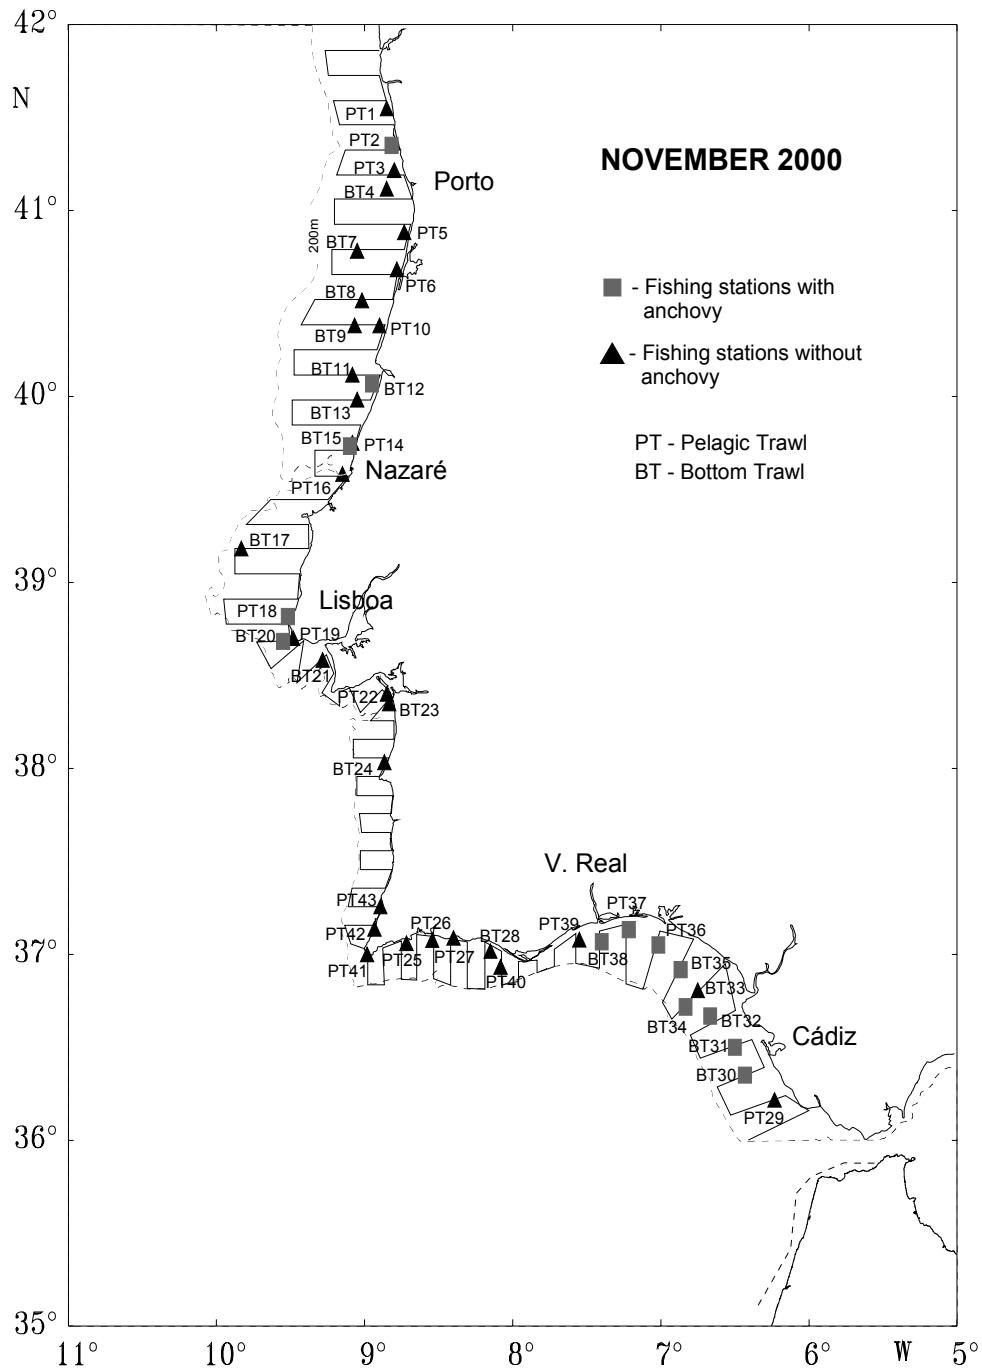 42°
N
PT1
PT2
NOVEMBER 2000
PT3
Porto
BT4
200m
PT5
BT7
PT6
BT8
- Fishing stations with
anchovy
BT9
PT10
- Fishing stations without
anchovy
41°
BT11
BT12
40°
BT13
BT15
PT14
PT - Pelagic Trawl
BT - Bottom Trawl
Nazaré
PT16
BT17
39°
Lisboa
PT18
BT20
PT19
BT21
PT22
BT23
38°
BT24
V. Real
PT43
PT37
PT26
PT39
PT36
PT42
BT28
37°
PT41
PT25
PT27
PT40
BT38
BT35
BT33
BT34
BT32
Cádiz
BT31
BT30
PT29
36°
35°
11°
10°
9°
8°
7°
6°
W
5°